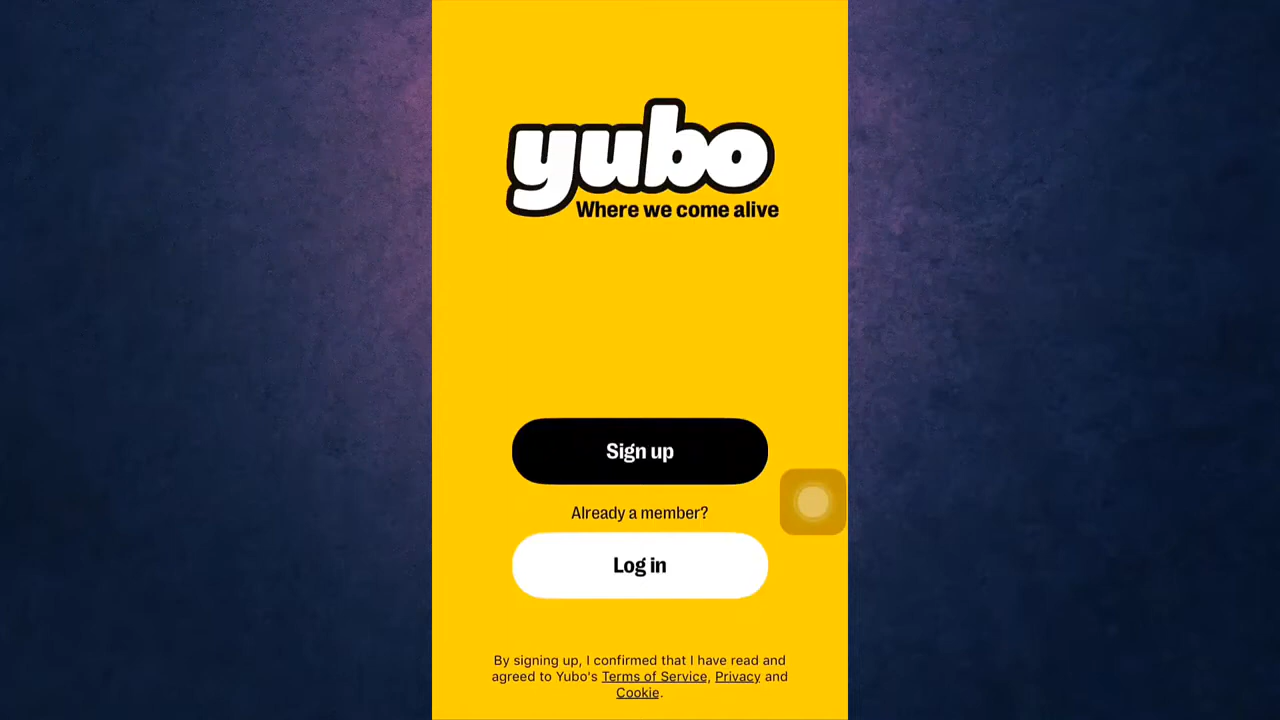 yubo
Where we come alive
Sign up
Already a member?
Log in
By signing up, I confirmed that I have read and
agreed to Yubo's Terms of Service, Privacy and
Cookie.